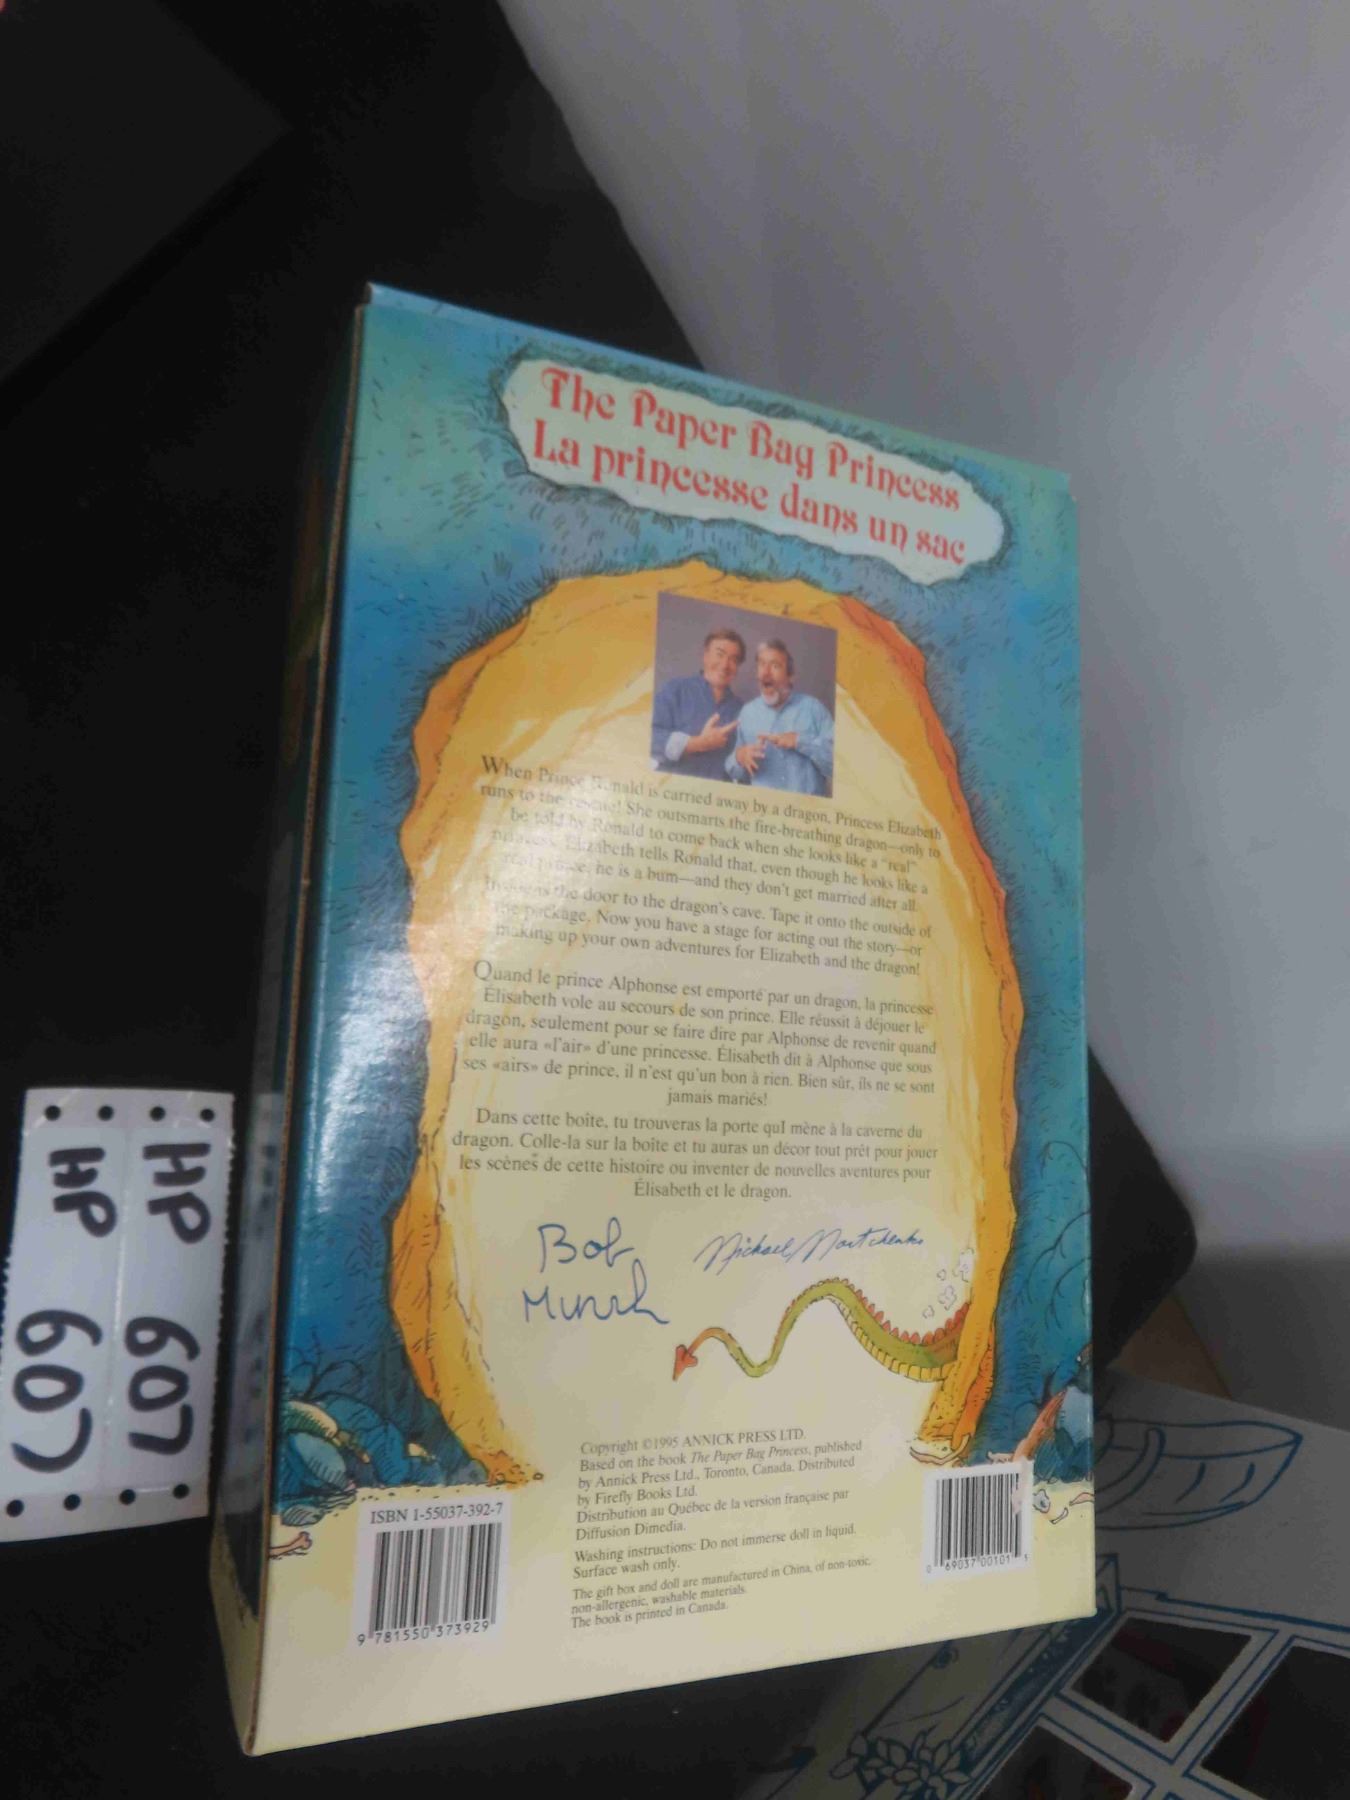 The Paper Bag Princess
La princesse dans un sac
When Prince Ronald is carried away by a dragon, Princess Elizabeth
runs to the rescue! She outsmarts the fire-breathing dragon—only to
be told by Ronald to come back when she looks like a "real"
princess. Elizabeth tells Ronald that, even though he looks like a
real prince, he is a bum—and they don't get married after all.
the door to the dragon's cave. Tape it onto the outside of
the package. Now you have a stage for acting out the story—or
making up your own adventures for Elizabeth and the dragon!
Quand le prince Alphonse est emporté par un dragon, la princesse
Élisabeth vole au secours de son prince. Elle réussit à déjouer le
dragon, seulement pour se faire dire par Alphonse de revenir quand
elle aura «l'air» d'une princesse. Élisabeth dit à Alphonse que sous
ses «airs» de prince, il n'est qu'un bon à rien. Bien sûr, ils ne se sont
jamais mariés!
Dans cette boîte, tu trouveras la porte quI mène à la caverne du
dragon. Colle-la sur la boîte et tu auras un décor tout prêt pour jouer
les scènes de cette histoire ou inventer de nouvelles aventures pour
Élisabeth et le dragon.
Bob
Munsch
Michael Martchenko
Copyright ©1995 ANNICK PRESS LTD.
Based on the book The Paper Bag Princess, published
by Annick Press Ltd., Toronto, Canada. Distributed
by Firefly Books Ltd.
Distribution au Québec de la version française par
Diffusion Dimedia.
Washing instructions: Do not immerse doll in liquid.
Surface wash only.
The gift box and doll are manufactured in China, of non-toxic,
non-allergenic, washable materials.
The book is printed in Canada.
ISBN 1-55037-392-7
9 781550 373929
0 69037 00101 5
HP
607
HP
607